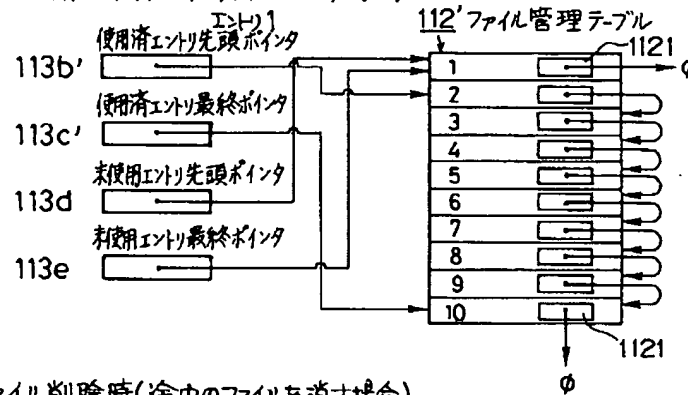 エントリ1
112'ファイル管理テーブル
使用済エントリ先頭ポインタ
113b'
使用済エントリ最終ポインタ
113c'
未使用エントリ先頭ポインタ
113d
未使用エントリ最終ポインタ
113e
1121
1
φ
2
3
4
5
6
7
8
9
10
1121
φ
ァイル削除時(途中のファイルを消す場合)